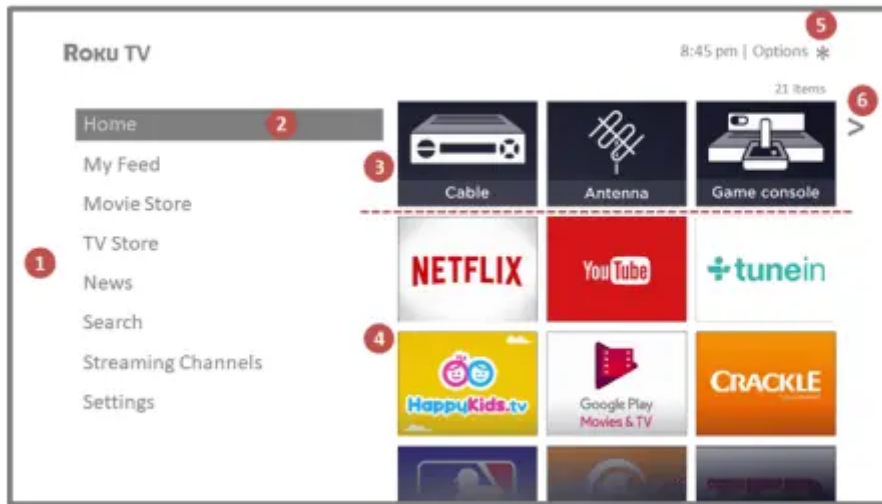 5
ROKU TV
8:45 pm | Options *
21 Items
6
>
Home
2
My Feed
Movie Store
TV Store
1
News
Search
Streaming Channels
Settings
3
Cable
Antenna
Game console
NETFLIX
YouTube
tunein
4
HappyKids.tv
Google Play
Movies & TV
CRACKLE